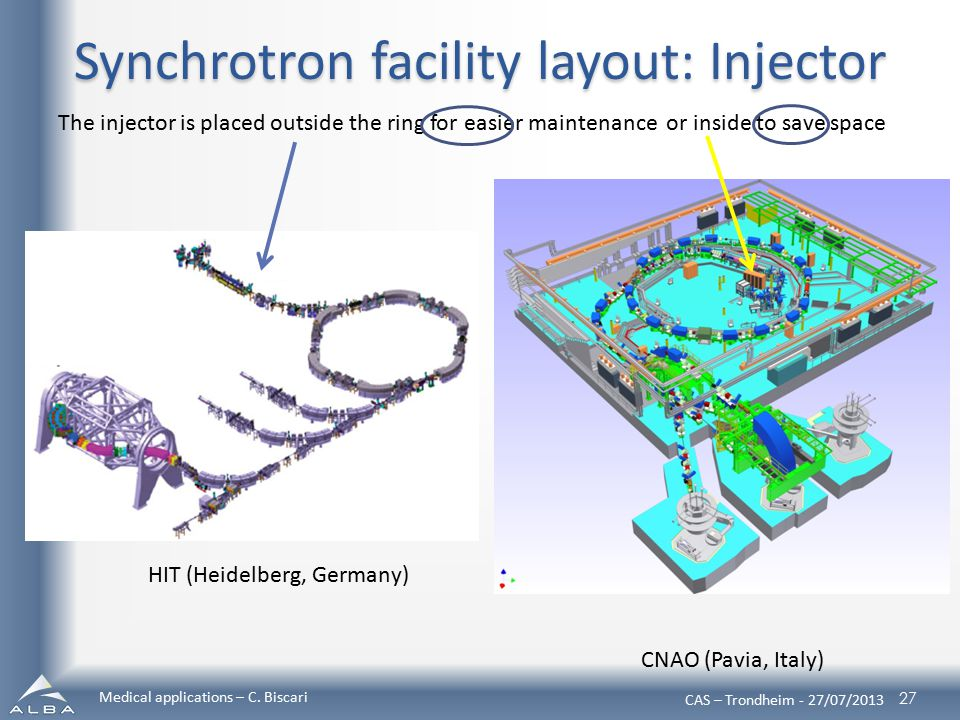 Synchrotron facility layout: Injector
The injector is placed outside the ring for easier maintenance or inside to save space
HIT (Heidelberg, Germany)
CNAO (Pavia, Italy)
ALBA
Medical applications – C. Biscari
CAS – Trondheim - 27/07/2013
27